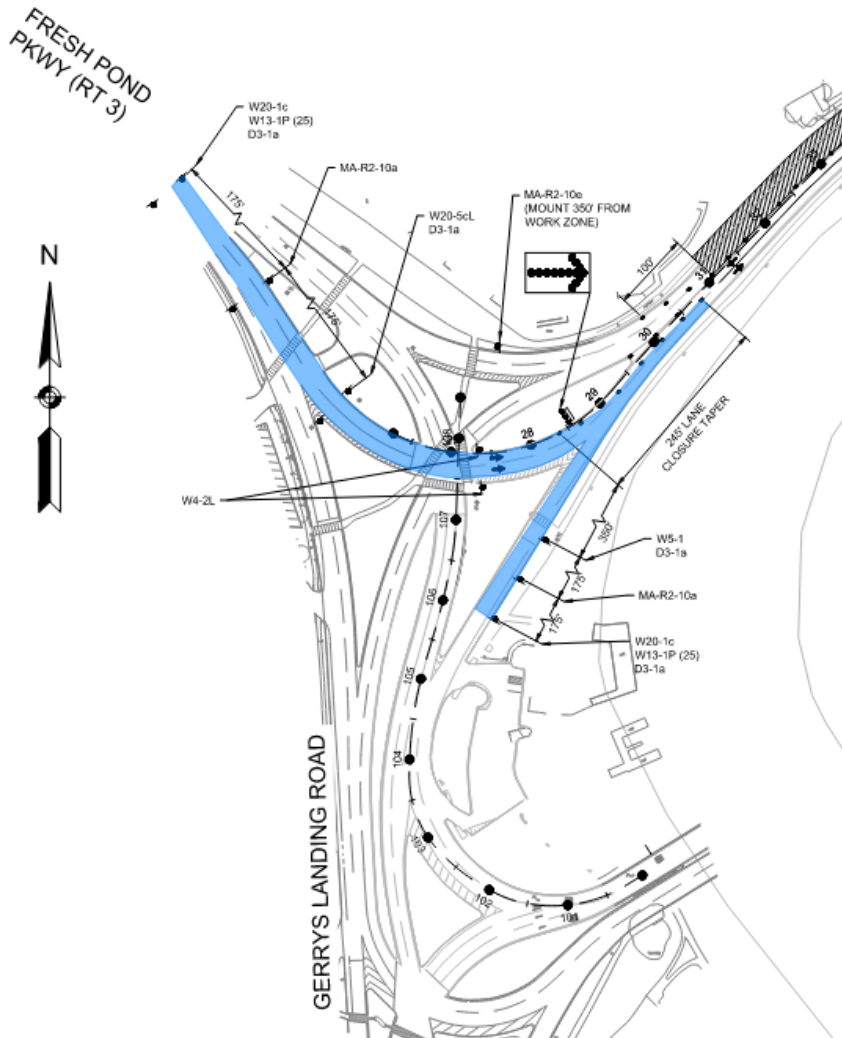 FRESH POND
PKWY (RT 3)
W20-1c
W13-1P (25)
D3-1a
MA-R2-10a
175'
W20-5cL
D3-1a
175'
MA-R2-10e
(MOUNT 350' FROM
WORK ZONE)
100'
N
31
30
29
28
245' LANE
CLOSURE TAPER
W4-2L
108
107
350'
W5-1
D3-1a
175'
MA-R2-10a
175'
W20-1c
W13-1P (25)
D3-1a
106
105
104
103
102
101
GERRYS LANDING ROAD